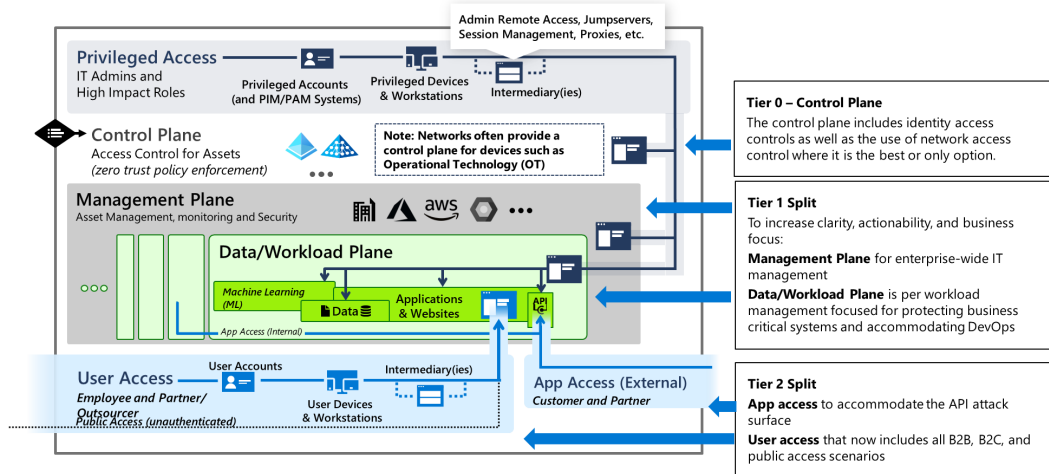 Admin Remote Access, Jumpservers,
Session Management, Proxies, etc.
Privileged Access
IT Admins and
High Impact Roles
Privileged Accounts
(and PIM/PAM Systems)
Privileged Devices
& Workstations
Intermediary(ies)
Control Plane
Access Control for Assets
(zero trust policy enforcement)
Note: Networks often provide a
control plane for devices such as
Operational Technology (OT)
Management Plane
Asset Management, monitoring and Security
aws
Data/Workload Plane
Machine Learning
(ML)
Data
Applications
& Websites
API
App Access (Internal)
User Access
Employee and Partner/
Outsourcer
Public Access (unauthenticated)
User Accounts
User Devices
& Workstations
Intermediary(ies)
App Access (External)
Customer and Partner
Tier 0 – Control Plane
The control plane includes identity access
controls as well as the use of network access
control where it is the best or only option.
Tier 1 Split
To increase clarity, actionability, and business
focus:
Management Plane for enterprise-wide IT
management
Data/Workload Plane is per workload
management focused for protecting business
critical systems and accommodating DevOps
Tier 2 Split
App access to accommodate the API attack
surface
User access that now includes all B2B, B2C, and
public access scenarios